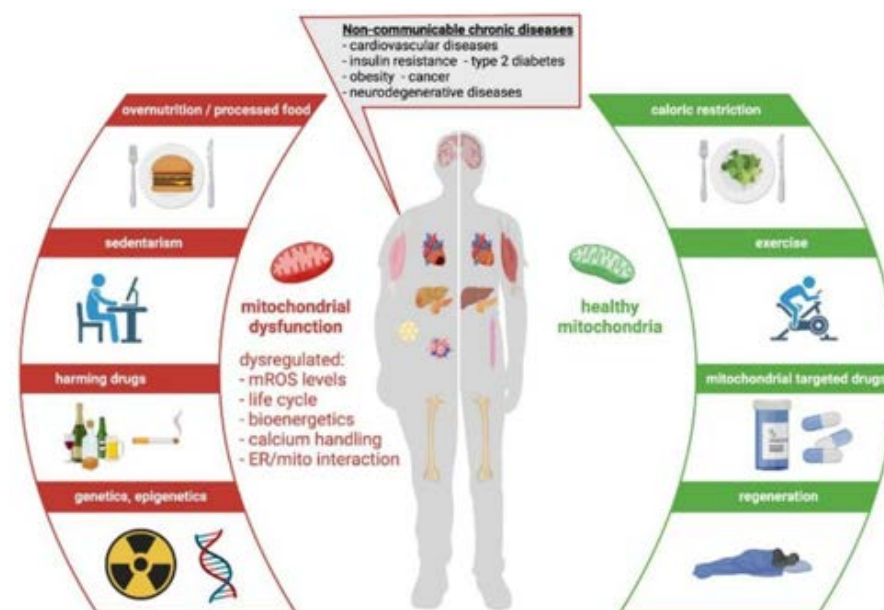 Non-communicable chronic diseases
- cardiovascular diseases
- insulin resistance - type 2 diabetes
- obesity - cancer
- neurodegenerative diseases
overnutrition / processed food
sedentarism
harming drugs
genetics, epigenetics
mitochondrial
dysfunction
dysregulated:
- mROS levels
- life cycle
- bioenergetics
- calcium handling
- ER/mito interaction
healthy
mitochondria
caloric restriction
exercise
mitochondrial targeted drugs
regeneration